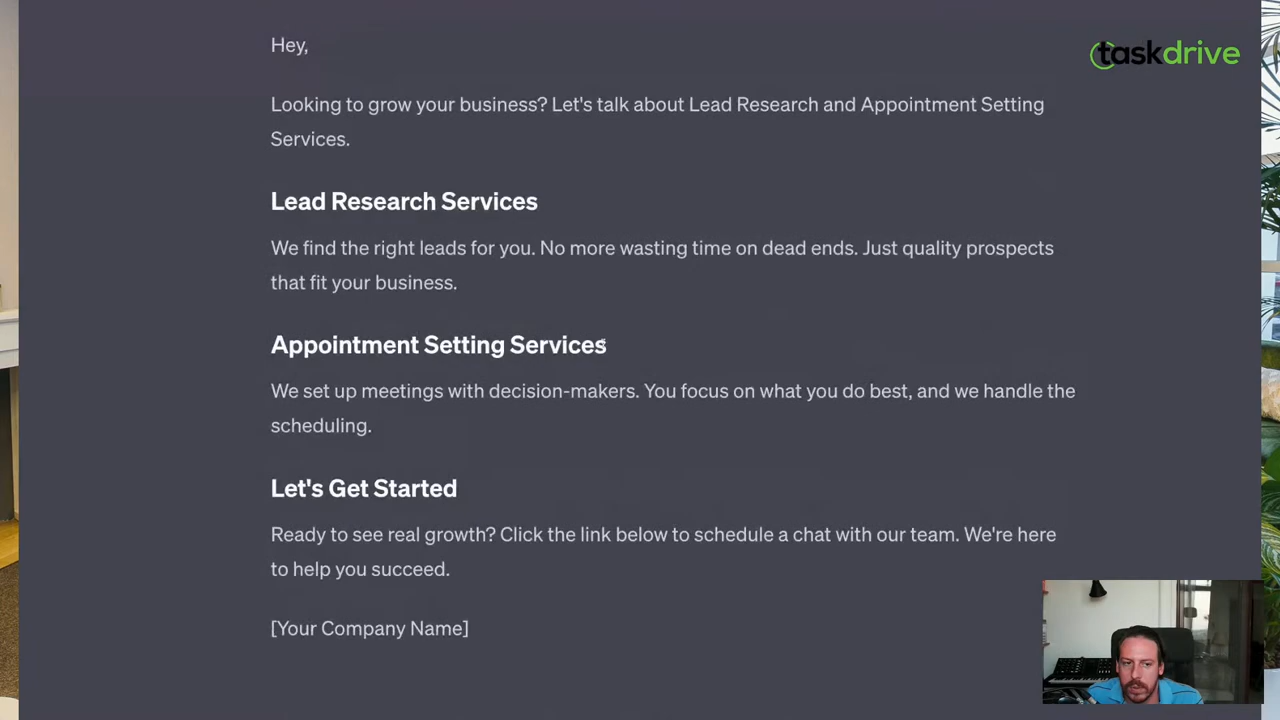 Hey,
taskdrive
Looking to grow your business? Let's talk about Lead Research and Appointment Setting
Services.
Lead Research Services
We find the right leads for you. No more wasting time on dead ends. Just quality prospects
that fit your business.
Appointment Setting Services
We set up meetings with decision-makers. You focus on what you do best, and we handle the
scheduling.
Let's Get Started
Ready to see real growth? Click the link below to schedule a chat with our team. We're here
to help you succeed.
[Your Company Name]